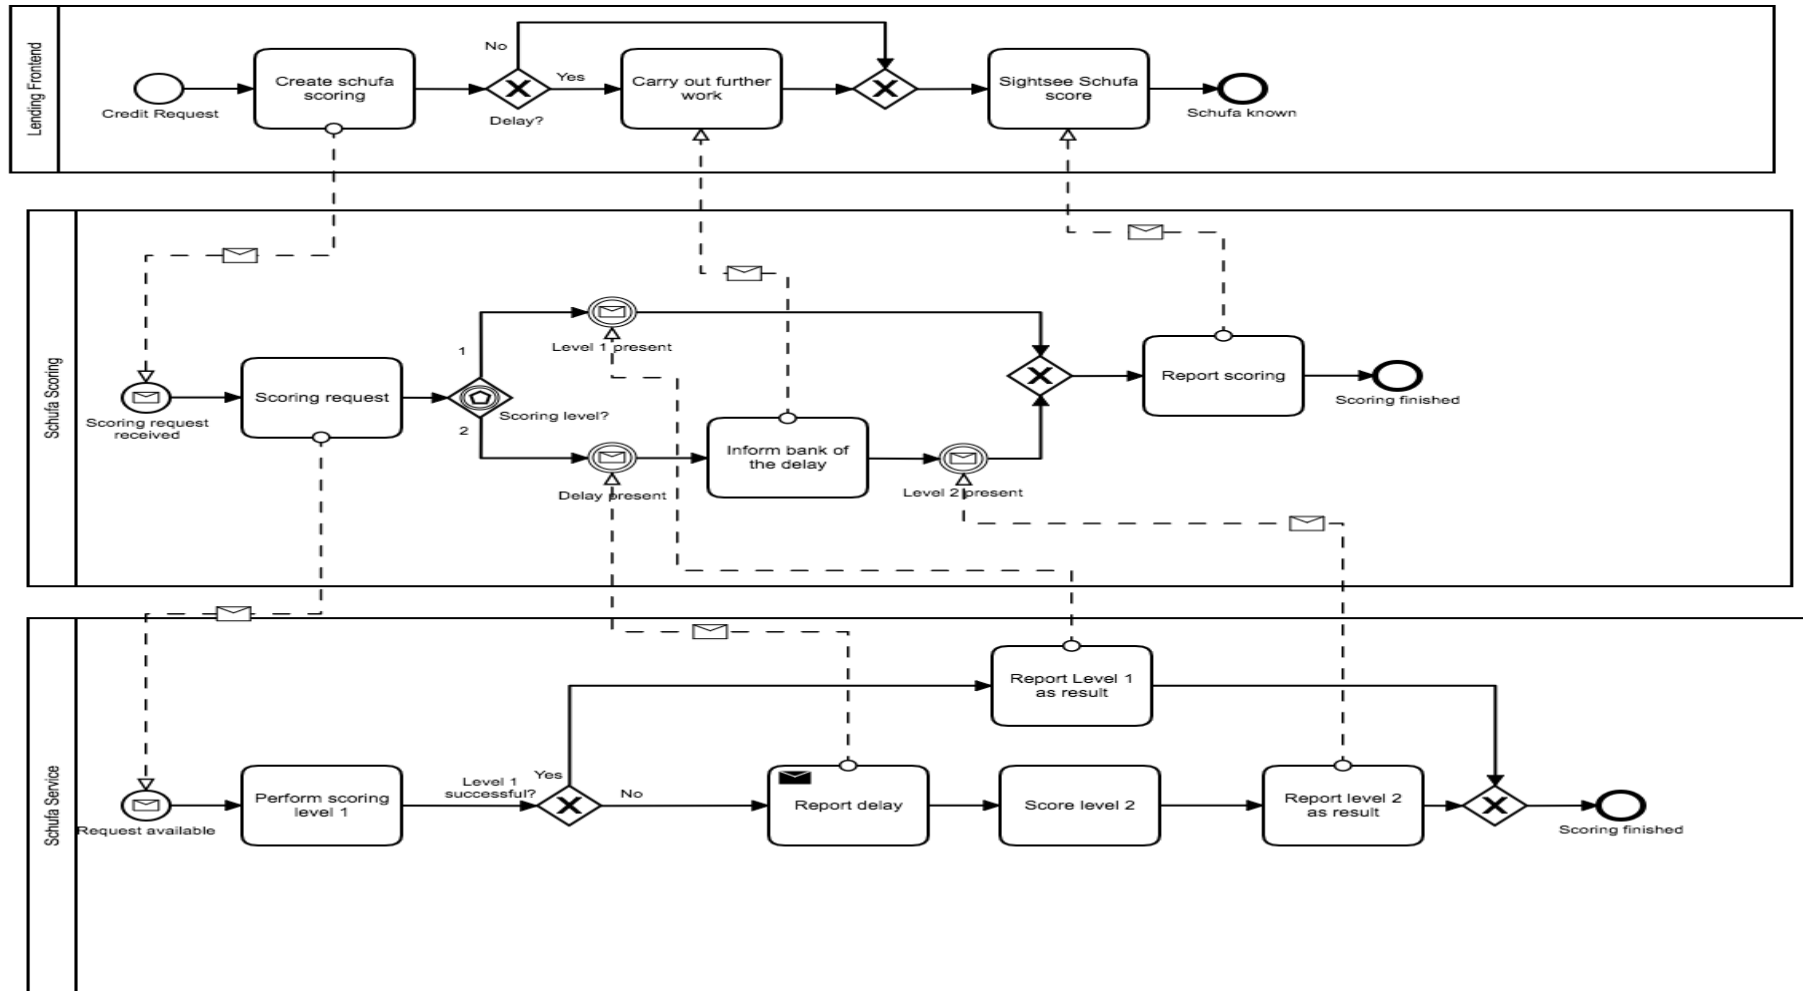 Lending Frontend
No
Create schufa
scoring
Yes
Carry out further
work
Sightsee Schufa
score
Credit Request
Delay?
Schufa known
Schufa Scoring
Level 1 present
1
Scoring request
Scoring level?
Report scoring
Scoring finished
Scoring request
received
2
Inform bank of
the delay
Delay present
Level 2 present
Schufa Service
Report Level 1
as result
Perform scoring
level 1
Level 1
successful?
Yes
No
Report delay
Score level 2
Report level 2
as result
Request available
Scoring finished